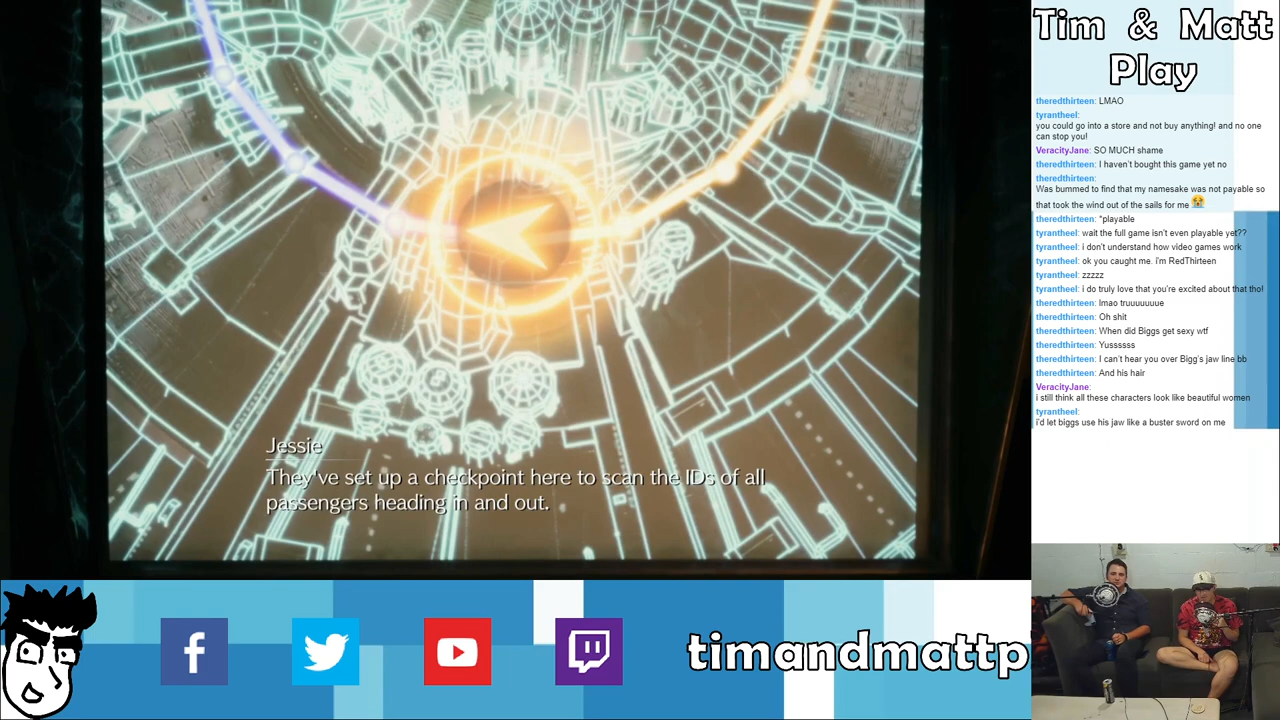 Tim & Matt
Play
theredthirteen: LMAO
tyrantheel:
you could go into a store and not buy anything! and no one
can stop you!
VeracityJane: SO MUCH shame
theredthirteen: I haven't bought this game yet no
theredthirteen:
Was bummed to find that my namesake was not payable so
that took the wind out of the sails for me 😭
theredthirteen: *playable
tyrantheel: wait the full game isn't even playable yet??
tyrantheel: i don't understand how video games work
tyrantheel: ok you caught me. i'm RedThirteen
tyrantheel: zzzzz
tyrantheel: i do truly love that you're excited about that tho!
theredthirteen: lmao truuuuuuue
theredthirteen: Oh shit
theredthirteen: When did Biggs get sexy wtf
theredthirteen: Yussssss
theredthirteen: I can't hear you over Bigg's jaw line bb
theredthirteen: And his hair
VeracityJane:
i still think all these characters look like beautiful women
tyrantheel:
i'd let biggs use his jaw like a buster sword on me
Jessie
They've set up a checkpoint here to scan the IDs of all
passengers heading in and out.
timandmattp